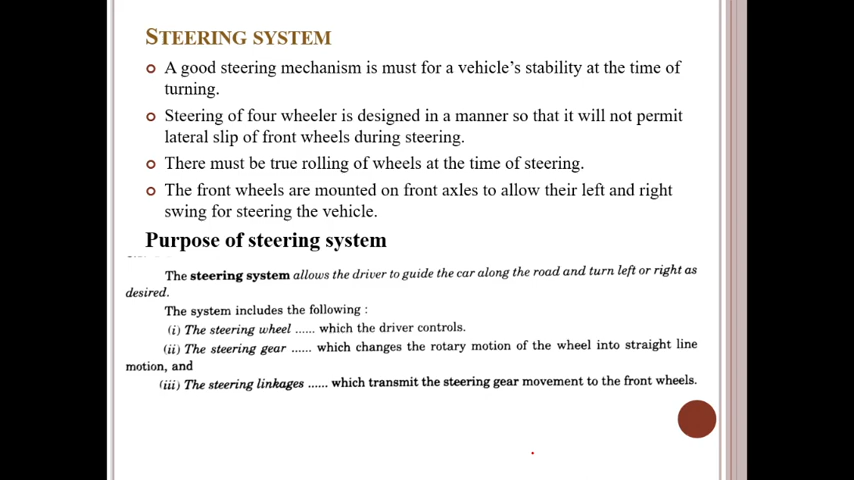 STEERING SYSTEM
A good steering mechanism is must for a vehicle's stability at the time of
turning.
Steering of four wheeler is designed in a manner so that it will not permit
lateral slip of front wheels during steering.
There must be true rolling of wheels at the time of steering.
The front wheels are mounted on front axles to allow their left and right
swing for steering the vehicle.
Purpose of steering system
The steering system allows the driver to guide the car along the road and turn left or right as
desired.
The system includes the following :
(i) The steering wheel ...... which the driver controls.
(ii) The steering gear ...... which changes the rotary motion of the wheel into straight line
motion, and
(iii) The steering linkages ...... which transmit the steering gear movement to the front wheels.